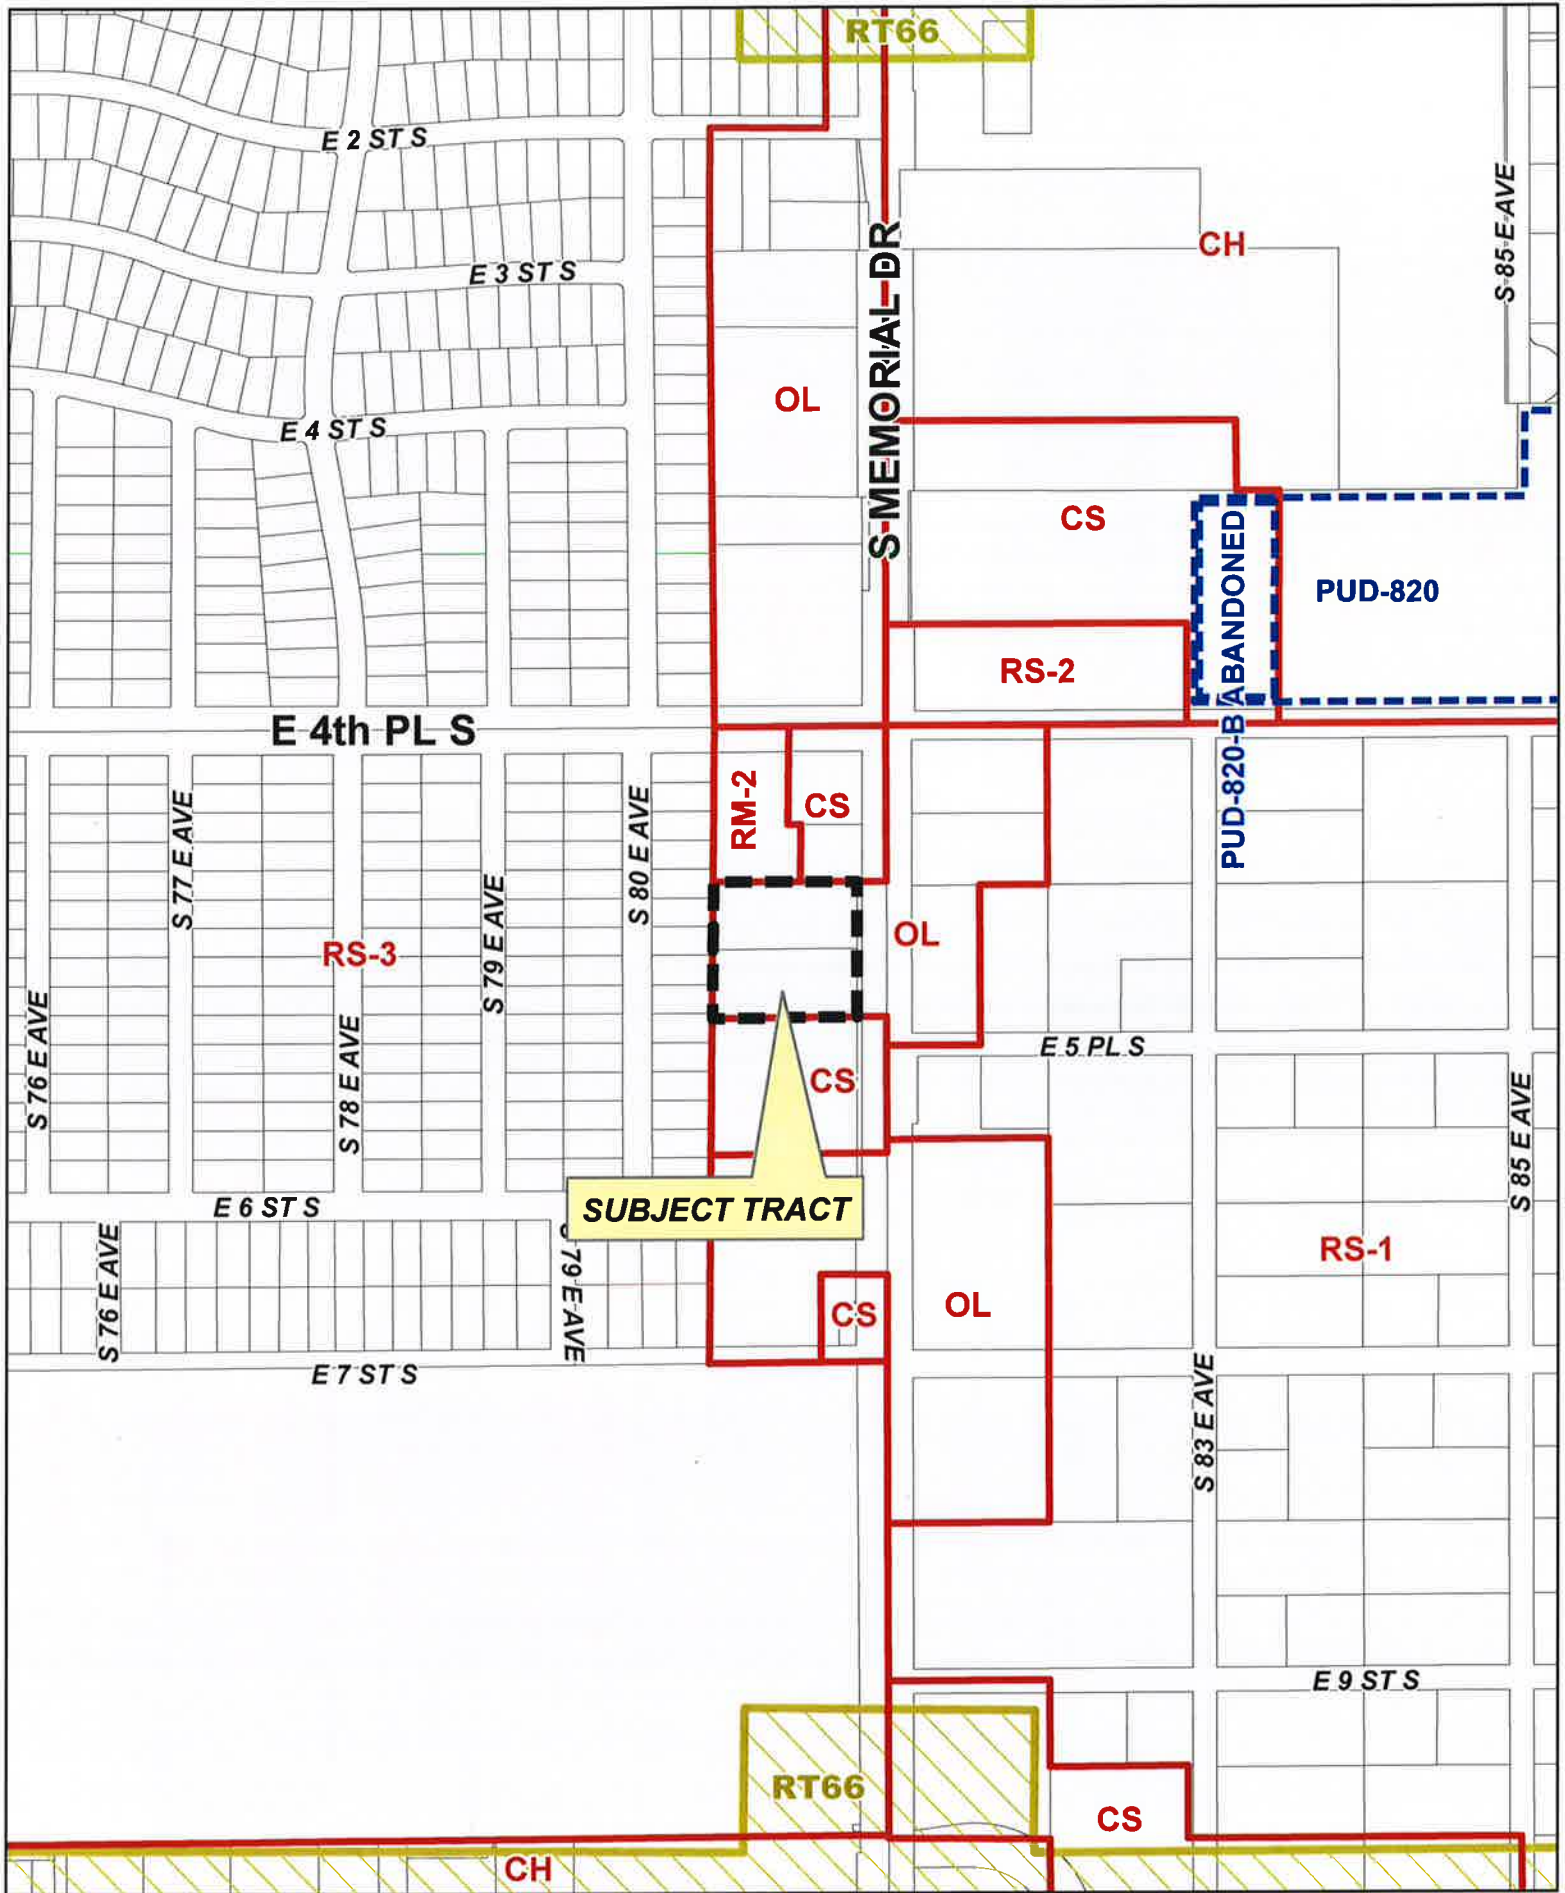 RT66
E 2 ST S
S 85 E AVE
CH
E 3 ST S
S MEMORIAL DR
OL
E 4 ST S
CS
PUD-820-B ABANDONED
PUD-820
RS-2
E 4th PL S
RM-2
CS
S 77 E AVE
S 80 E AVE
S 79 E AVE
OL
RS-3
S 76 E AVE
S 78 E AVE
E 5 PL S
CS
S 85 E AVE
E 6 ST S
SUBJECT TRACT
S 76 E AVE
S 79 E AVE
RS-1
OL
CS
E 7 ST S
S 83 E AVE
E 9 ST S
RT66
CS
CH